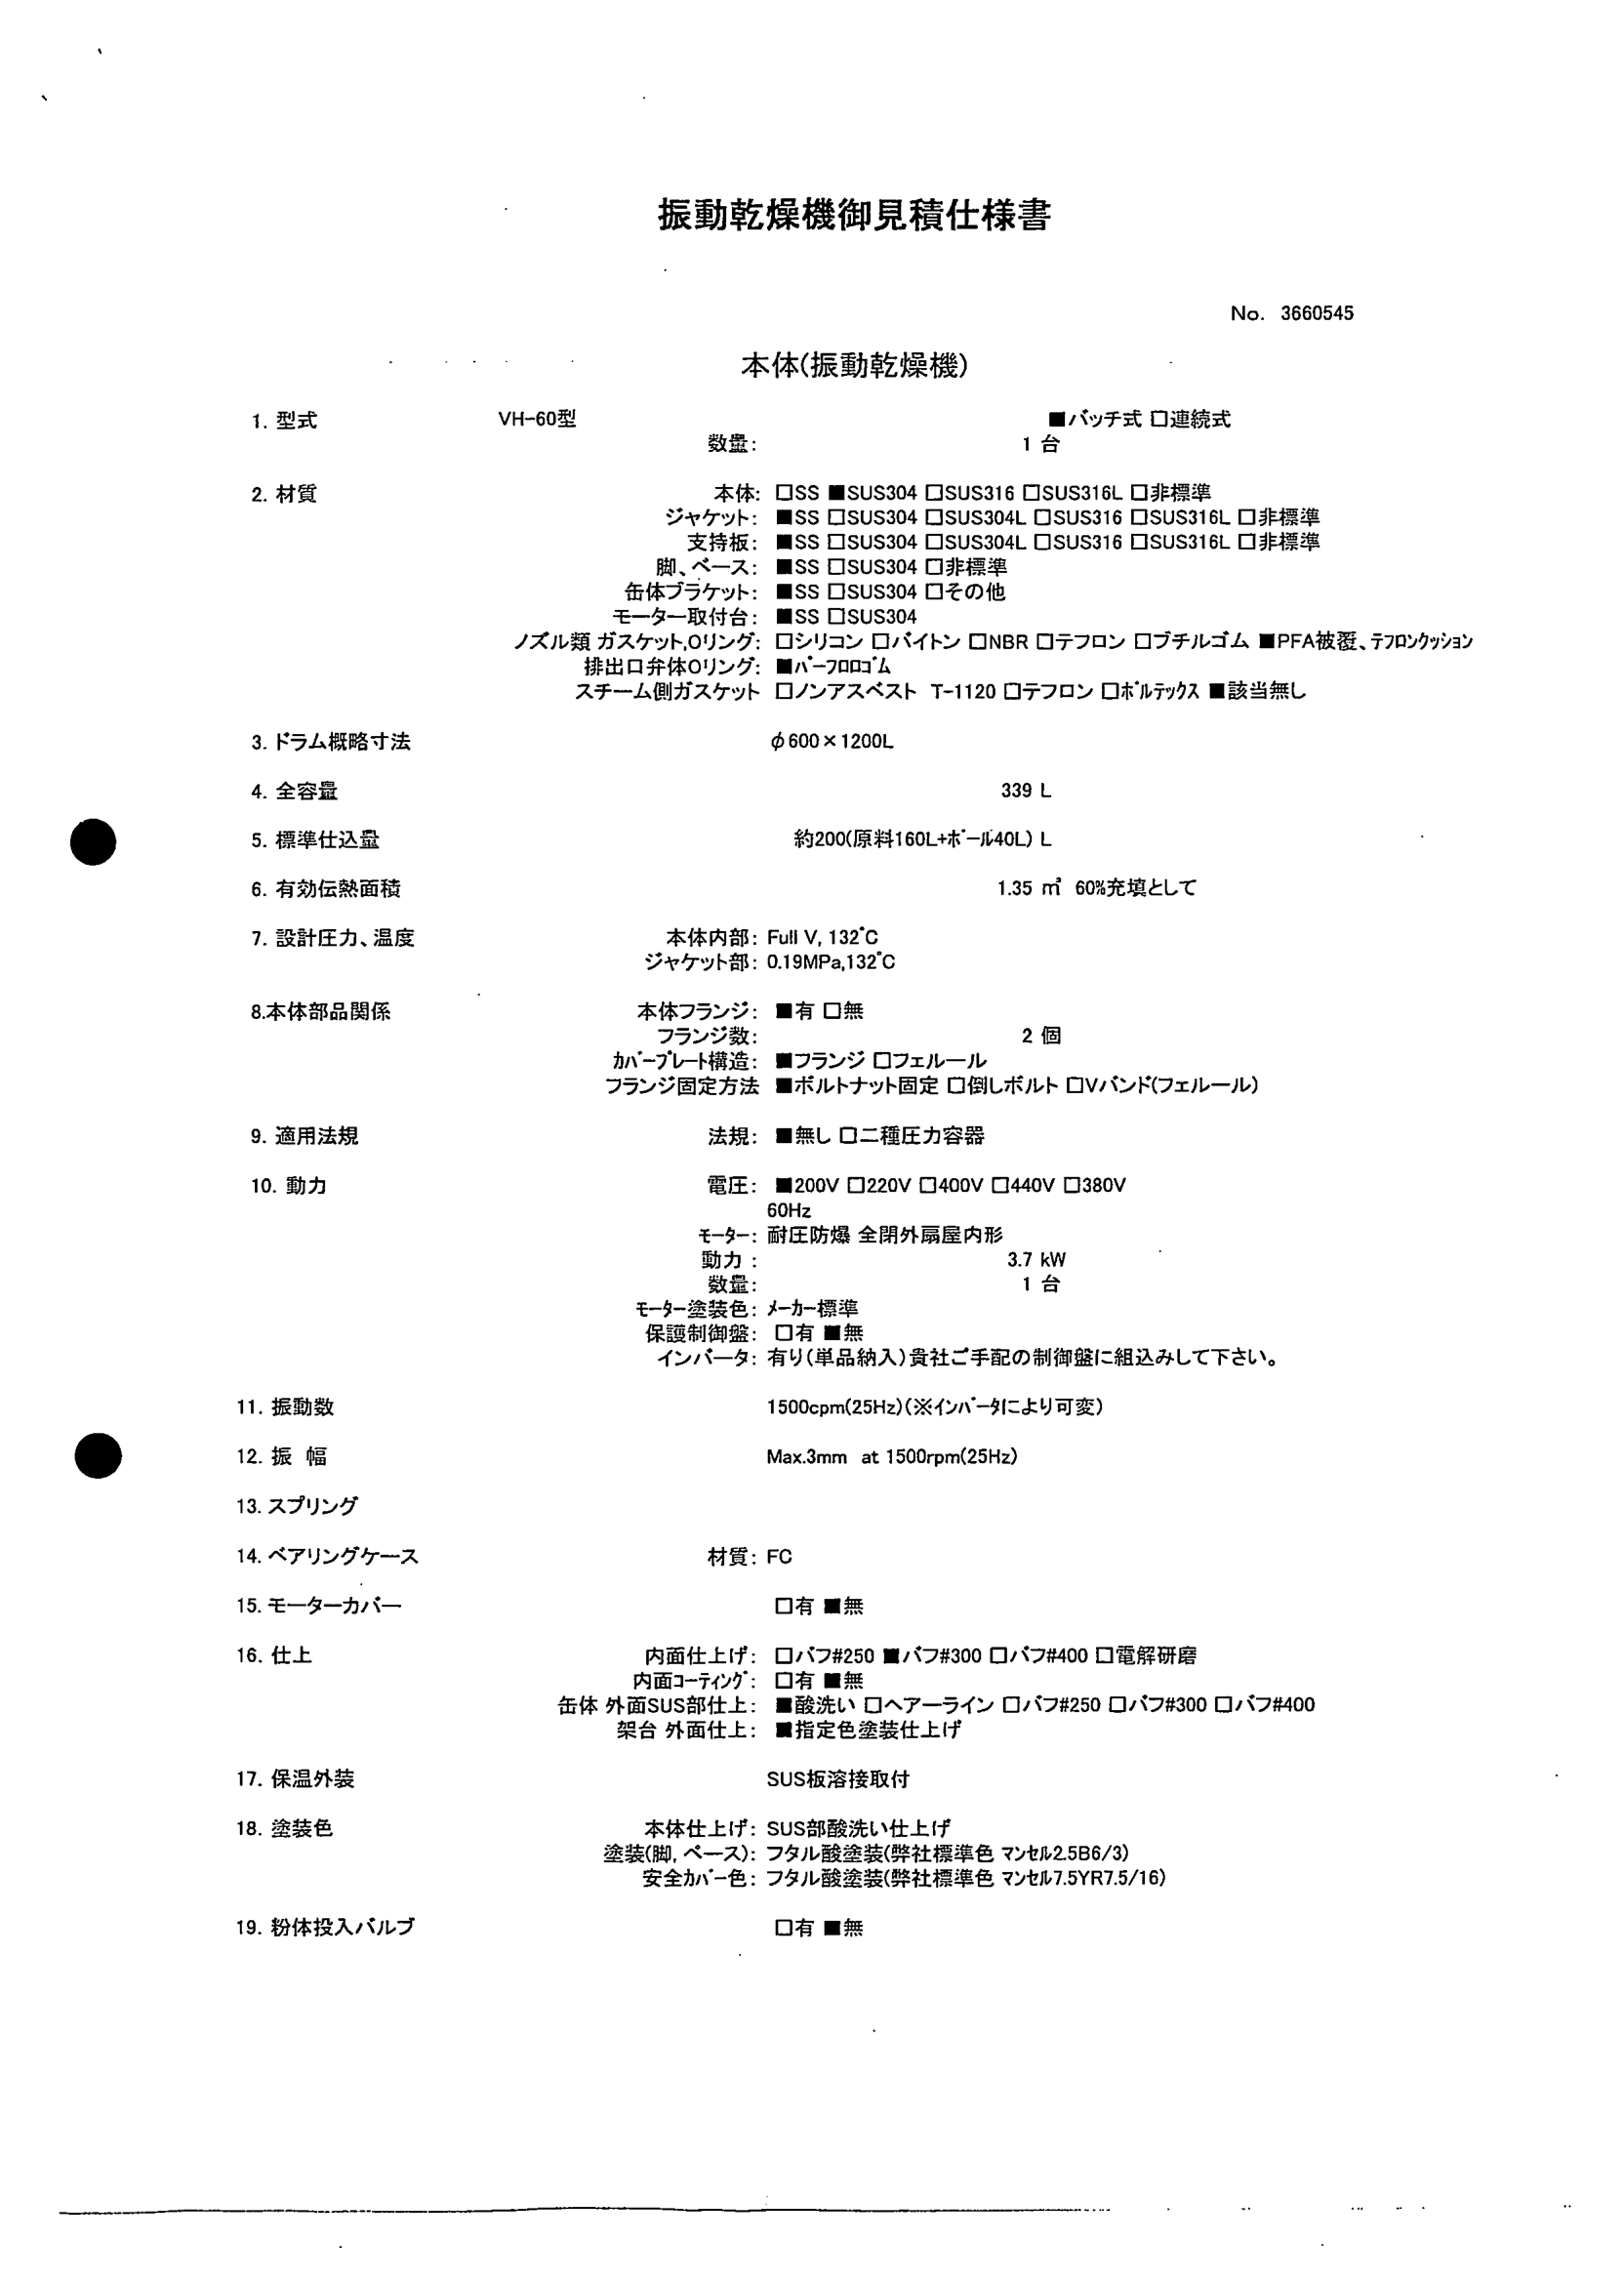 振動乾燥機御見積仕様書
No. 3660545
本体(振動乾燥機)
1. 型式 VH-60型 ■バッチ式 □連続式
数量: 1 台
2. 材質 本体: □SS ■SUS304 □SUS316 □SUS316L □非標準
ジャケット: ■SS □SUS304 □SUS304L □SUS316 □SUS316L □非標準
支持板: ■SS □SUS304 □SUS304L □SUS316 □SUS316L □非標準
脚、ベース: ■SS □SUS304 □非標準
缶体ブラケット: ■SS □SUS304 □その他
モーター取付台: ■SS □SUS304
ノズル類 ガスケット,Oリング: □シリコン □バイトン □NBR □テフロン □ブチルゴム ■PFA被覆、ﾃﾌﾛﾝｸｯｼｮﾝ
排出口弁体Oリング: ■ﾊﾟｰﾌﾛﾛｺﾞﾑ
スチーム側ガスケット □ノンアスベスト T-1120 □テフロン □ﾎﾞﾙﾃｯｸｽ ■該当無し
3. ドラム概略寸法 φ600×1200L
4. 全容量 339 L
5. 標準仕込量 約200(原料160L+ﾎﾞｰﾙ40L) L
6. 有効伝熱面積 1.35 ㎡ 60%充填として
7. 設計圧力、温度 本体内部: Full V, 132℃
ジャケット部: 0.19MPa,132℃
8.本体部品関係 本体フランジ: ■有 □無
フランジ数: 2 個
ｶﾊﾞｰﾌﾟﾚｰﾄ構造: ■フランジ □フェルール
フランジ固定方法 ■ボルトナット固定 □倒しボルト □Vバンド(フェルール)
9. 適用法規 法規: ■無し □二種圧力容器
10. 動力 電圧: ■200V □220V □400V □440V □380V
60Hz
ﾓｰﾀｰ: 耐圧防爆 全閉外扇屋内形
動力 : 3.7 kW
数量: 1 台
ﾓｰﾀｰ塗装色: ﾒｰｶｰ標準
保護制御盤: □有 ■無
インバータ: 有り(単品納入)貴社ご手配の制御盤に組込みして下さい。
11. 振動数 1500cpm(25Hz)(※ｲﾝﾊﾞｰﾀにより可変)
12. 振 幅 Max.3mm at 1500rpm(25Hz)
13. スプリング
14. ベアリングケース 材質: FC
15. モーターカバー □有 ■無
16. 仕上 内面仕上げ: □バフ#250 ■バフ#300 □バフ#400 □電解研磨
内面ｺｰﾃｨﾝｸﾞ: □有 ■無
缶体 外面SUS部仕上: ■酸洗い □ヘアーライン □バフ#250 □バフ#300 □バフ#400
架台 外面仕上: ■指定色塗装仕上げ
17. 保温外装 SUS板溶接取付
18. 塗装色 本体仕上げ: SUS部酸洗い仕上げ
塗装(脚, ベース): フタル酸塗装(弊社標準色 ﾏﾝｾﾙ2.5B6/3)
安全ｶﾊﾞｰ色: フタル酸塗装(弊社標準色 ﾏﾝｾﾙ7.5YR7.5/16)
19. 粉体投入バルブ □有 ■無